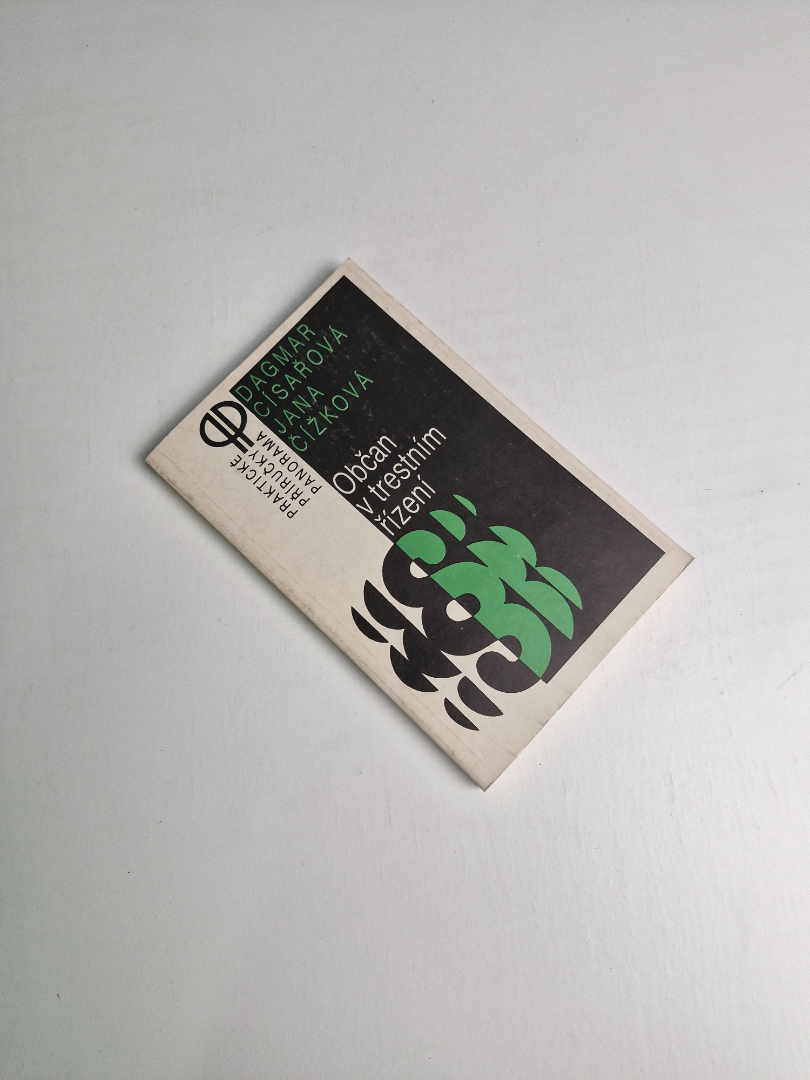 DAGMAR
CÍSAŘOVÁ
JANA
ČÍŽKOVÁ
Občan
v trestním
řízení
PRAKTICKÉ
PŘÍRUČKY
PANORAMA